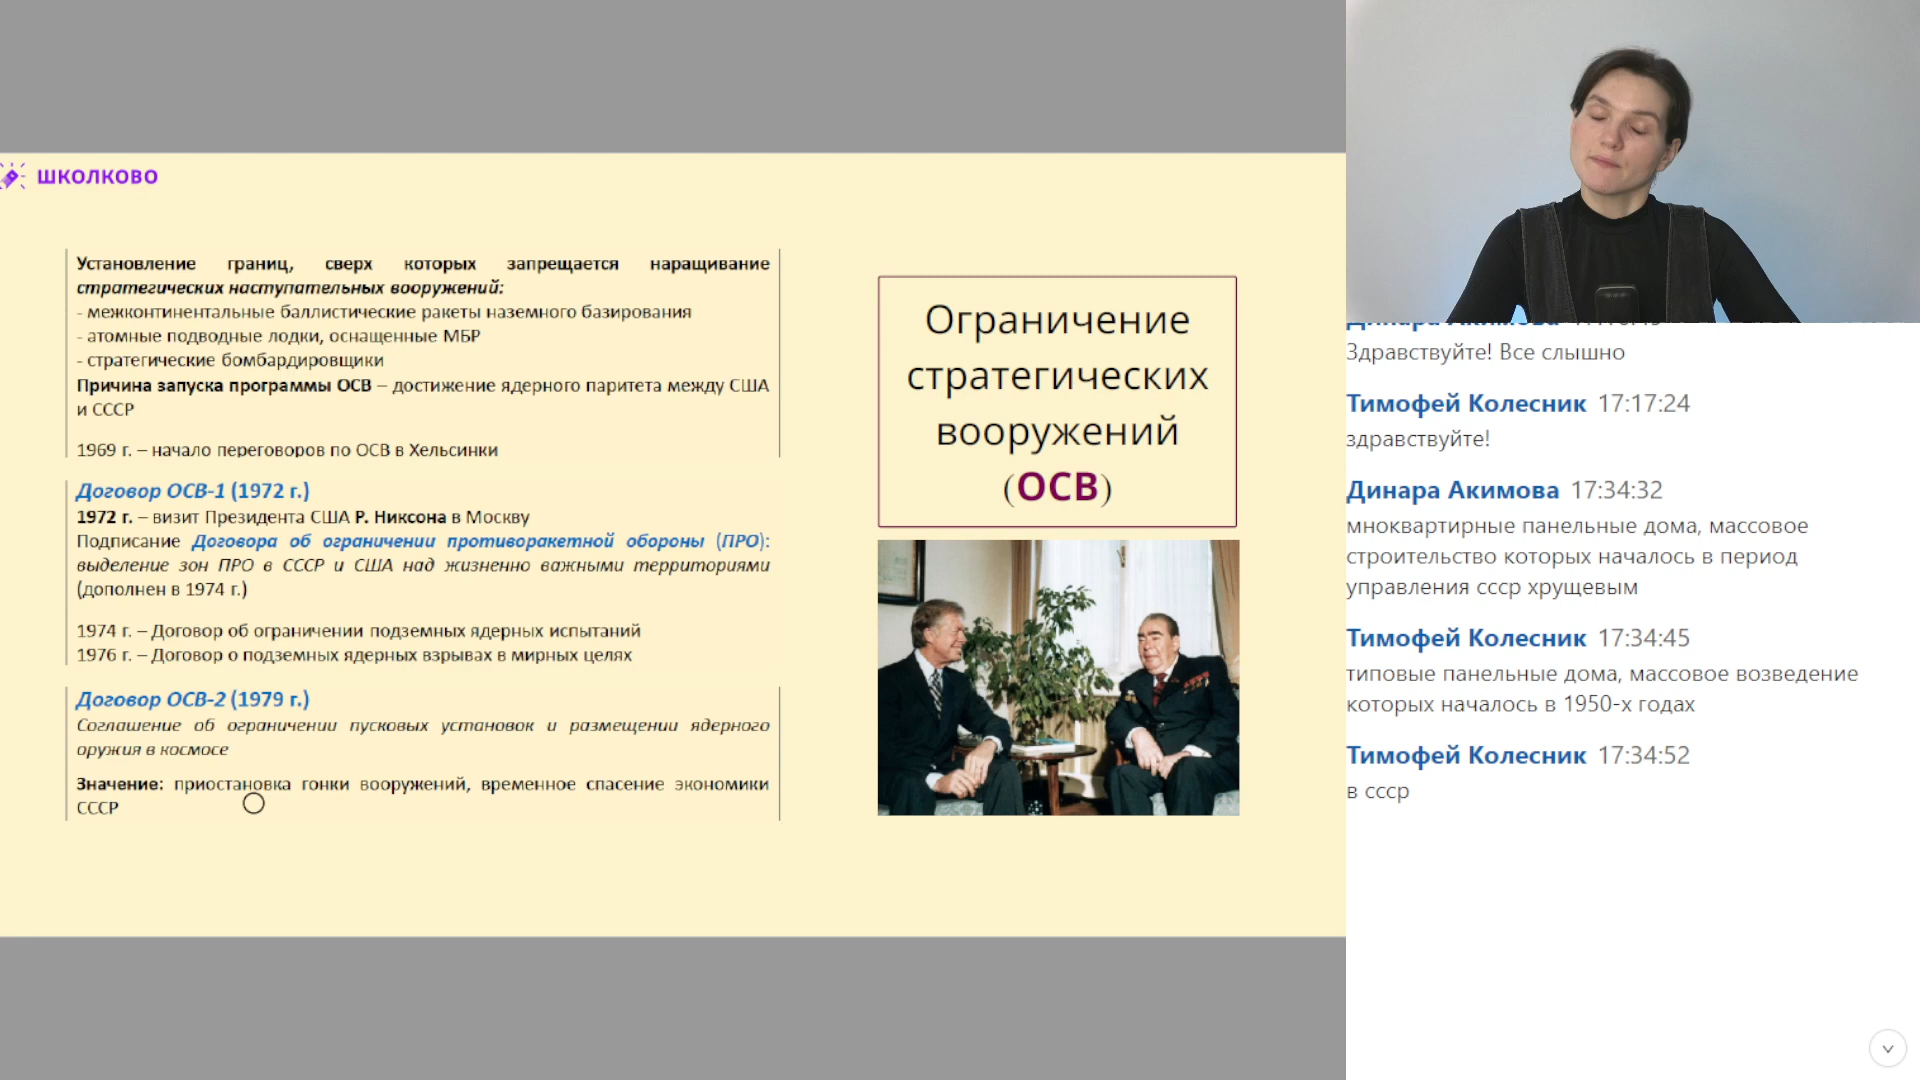 ШКОЛКОВО
Установление границ, сверх которых запрещается наращивание
стратегических наступательных вооружений:
- межконтинентальные баллистические ракеты наземного базирования
- атомные подводные лодки, оснащенные МБР
- стратегические бомбардировщики
Причина запуска программы ОСВ – достижение ядерного паритета между США
и СССР
1969 г. – начало переговоров по ОСВ в Хельсинки
Договор ОСВ-1 (1972 г.)
1972 г. – визит Президента США Р. Никсона в Москву
Подписание Договора об ограничении противоракетной обороны (ПРО):
выделение зон ПРО в СССР и США над жизненно важными территориями
(дополнен в 1974 г.)
1974 г. – Договор об ограничении подземных ядерных испытаний
1976 г. – Договор о подземных ядерных взрывах в мирных целях
Договор ОСВ-2 (1979 г.)
Соглашение об ограничении пусковых установок и размещении ядерного
оружия в космосе
Значение: приостановка гонки вооружений, временное спасение экономики
СССР
Ограничение
стратегических
вооружений
(ОСВ)
Здравствуйте! Все слышно
Тимофей Колесник 17:17:24
здравствуйте!
Динара Акимова 17:34:32
мноквартирные панельные дома, массовое
строительство которых началось в период
управления ссср хрущевым
Тимофей Колесник 17:34:45
типовые панельные дома, массовое возведение
которых началось в 1950-х годах
Тимофей Колесник 17:34:52
в ссср